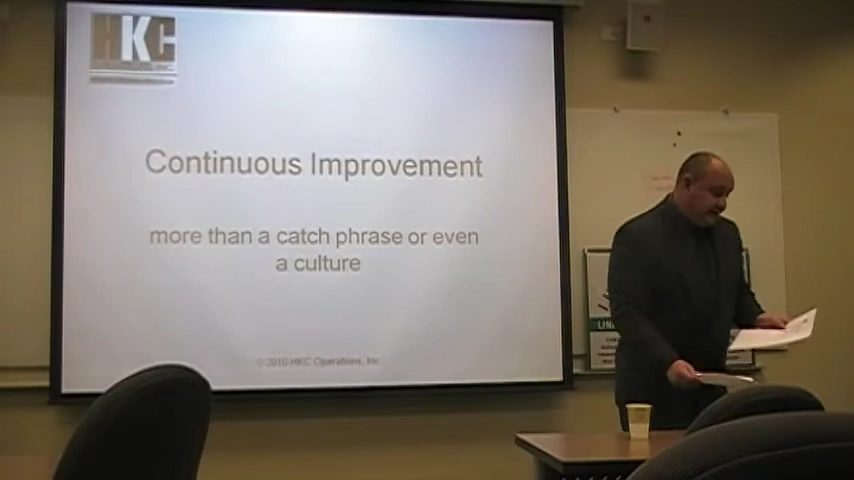 HKC
Continuous Improvement
more than a catch phrase or even
a culture
© 2010 HKC Operations, Inc.